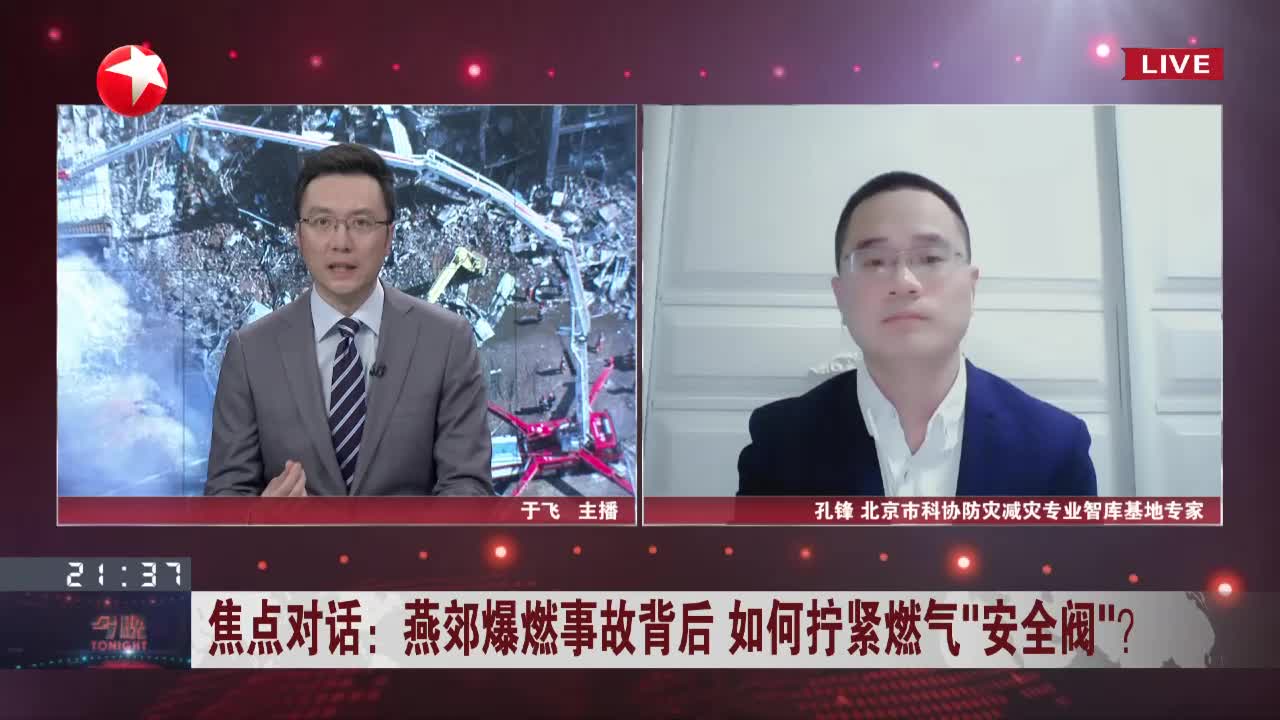 LIVE
于飞 主播
孔锋 北京市科协防灾减灾专业智库基地专家
21:37
今晚
TONIGHT
焦点对话：燕郊爆燃事故背后 如何拧紧燃气"安全阀"？